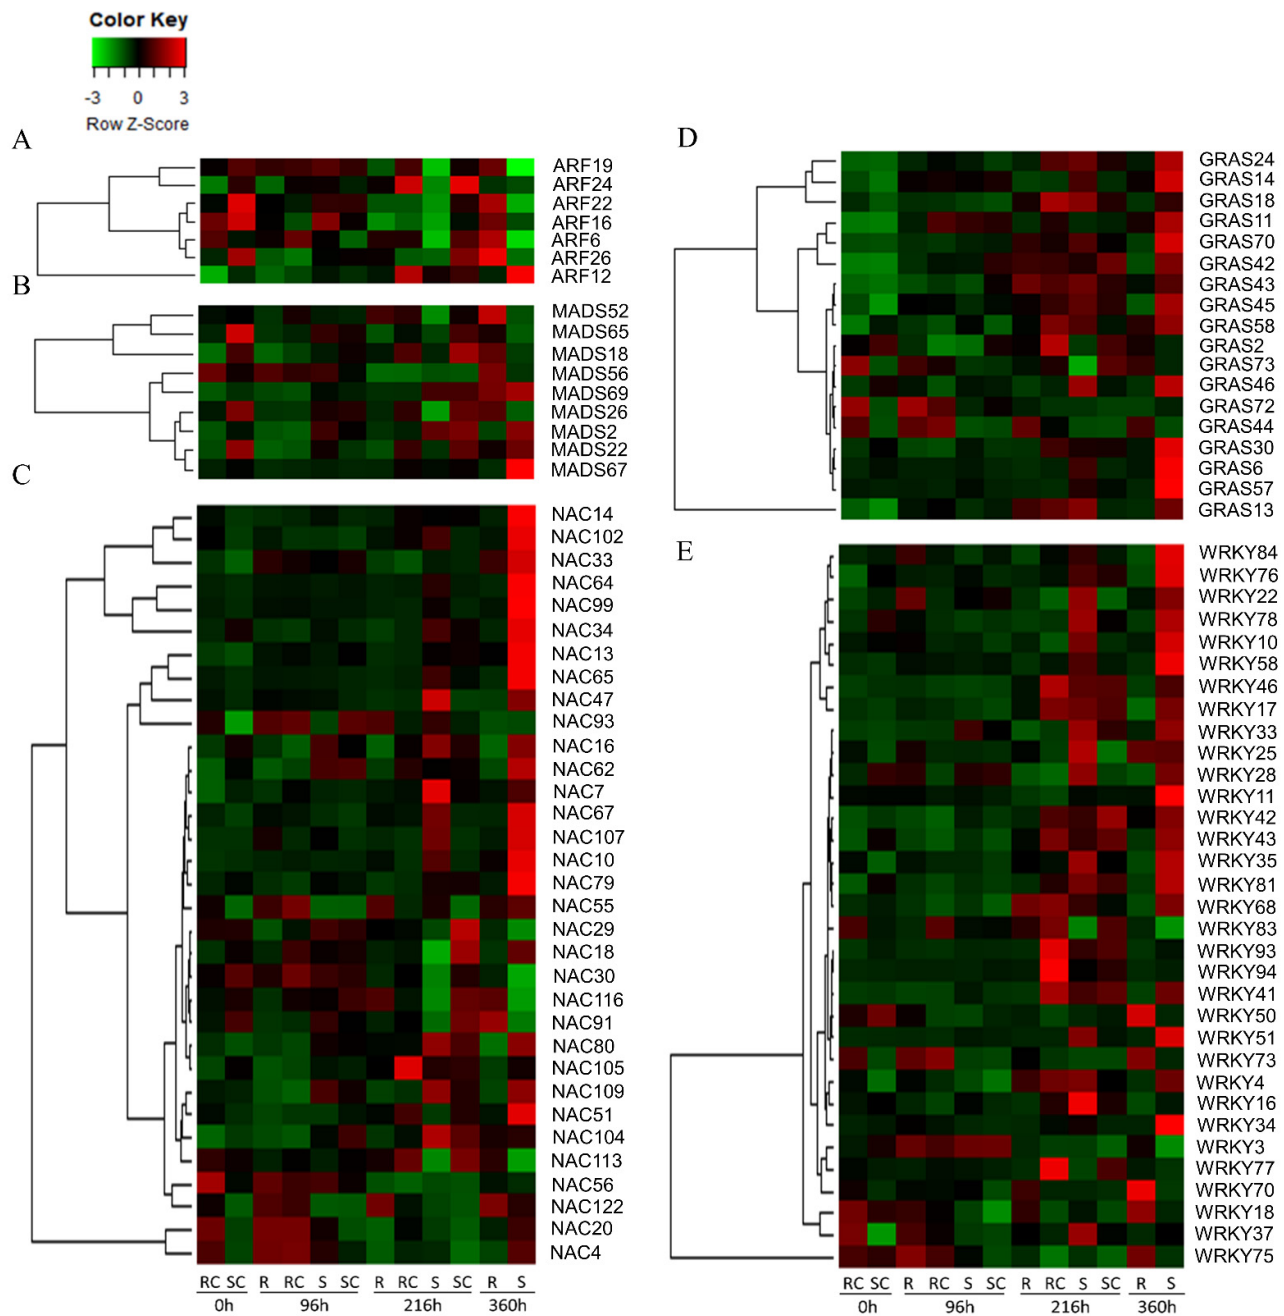 Color Key
-3 0 3
Row Z-Score
A
ARF19
ARF24
ARF22
ARF16
ARF6
ARF26
ARF12
B
MADS52
MADS65
MADS18
MADS56
MADS69
MADS26
MADS2
MADS22
MADS67
C
NAC14
NAC102
NAC33
NAC64
NAC99
NAC34
NAC13
NAC65
NAC47
NAC93
NAC16
NAC62
NAC7
NAC67
NAC107
NAC10
NAC79
NAC55
NAC29
NAC18
NAC30
NAC116
NAC91
NAC80
NAC105
NAC109
NAC51
NAC104
NAC113
NAC56
NAC122
NAC20
NAC4
RC SC R RC S SC R RC S SC R S
0h 96h 216h 360h
D
GRAS24
GRAS14
GRAS18
GRAS11
GRAS70
GRAS42
GRAS43
GRAS45
GRAS58
GRAS2
GRAS73
GRAS46
GRAS72
GRAS44
GRAS30
GRAS6
GRAS57
GRAS13
E
WRKY84
WRKY76
WRKY22
WRKY78
WRKY10
WRKY58
WRKY46
WRKY17
WRKY33
WRKY25
WRKY28
WRKY11
WRKY42
WRKY43
WRKY35
WRKY81
WRKY68
WRKY83
WRKY93
WRKY94
WRKY41
WRKY50
WRKY51
WRKY73
WRKY4
WRKY16
WRKY34
WRKY3
WRKY77
WRKY70
WRKY18
WRKY37
WRKY75
RC SC R RC S SC R RC S SC R S
0h 96h 216h 360h